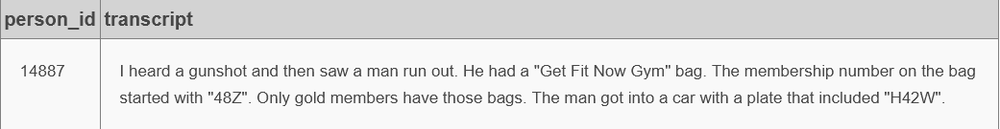 person_id transcript
14887 I heard a gunshot and then saw a man run out. He had a "Get Fit Now Gym" bag. The membership number on the bag
started with "48Z". Only gold members have those bags. The man got into a car with a plate that included "H42W".